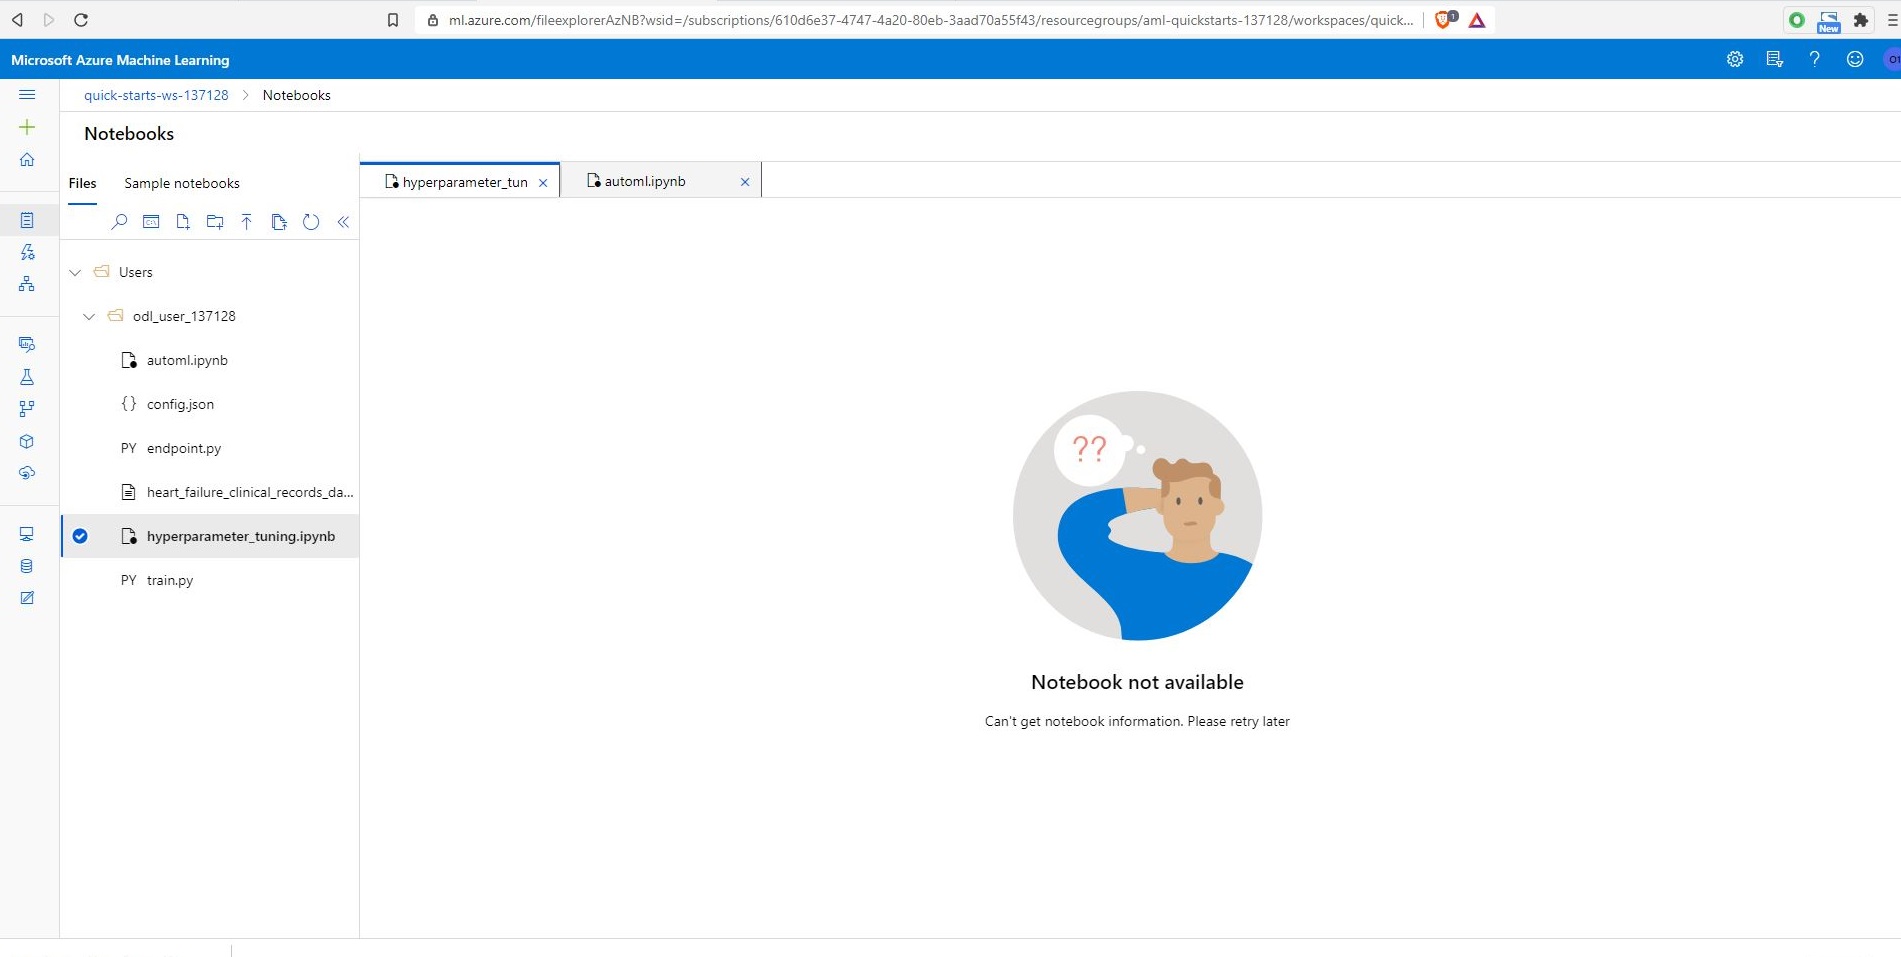 ml.azure.com/fileexplorerAzNB?wsid=/subscriptions/610d6e37-4747-4a20-80eb-3aad70a55f43/resourcegroups/aml-quickstarts-137128/workspaces/quick...
1
New
Microsoft Azure Machine Learning
?
quick-starts-ws-137128 > Notebooks
Notebooks
Files Sample notebooks
hyperparameter_tun
automl.ipynb
Users
odl_user_137128
automl.ipynb
{} config.json
PY endpoint.py
heart_failure_clinical_records_da...
hyperparameter_tuning.ipynb
PY train.py
??
Notebook not available
Can't get notebook information. Please retry later